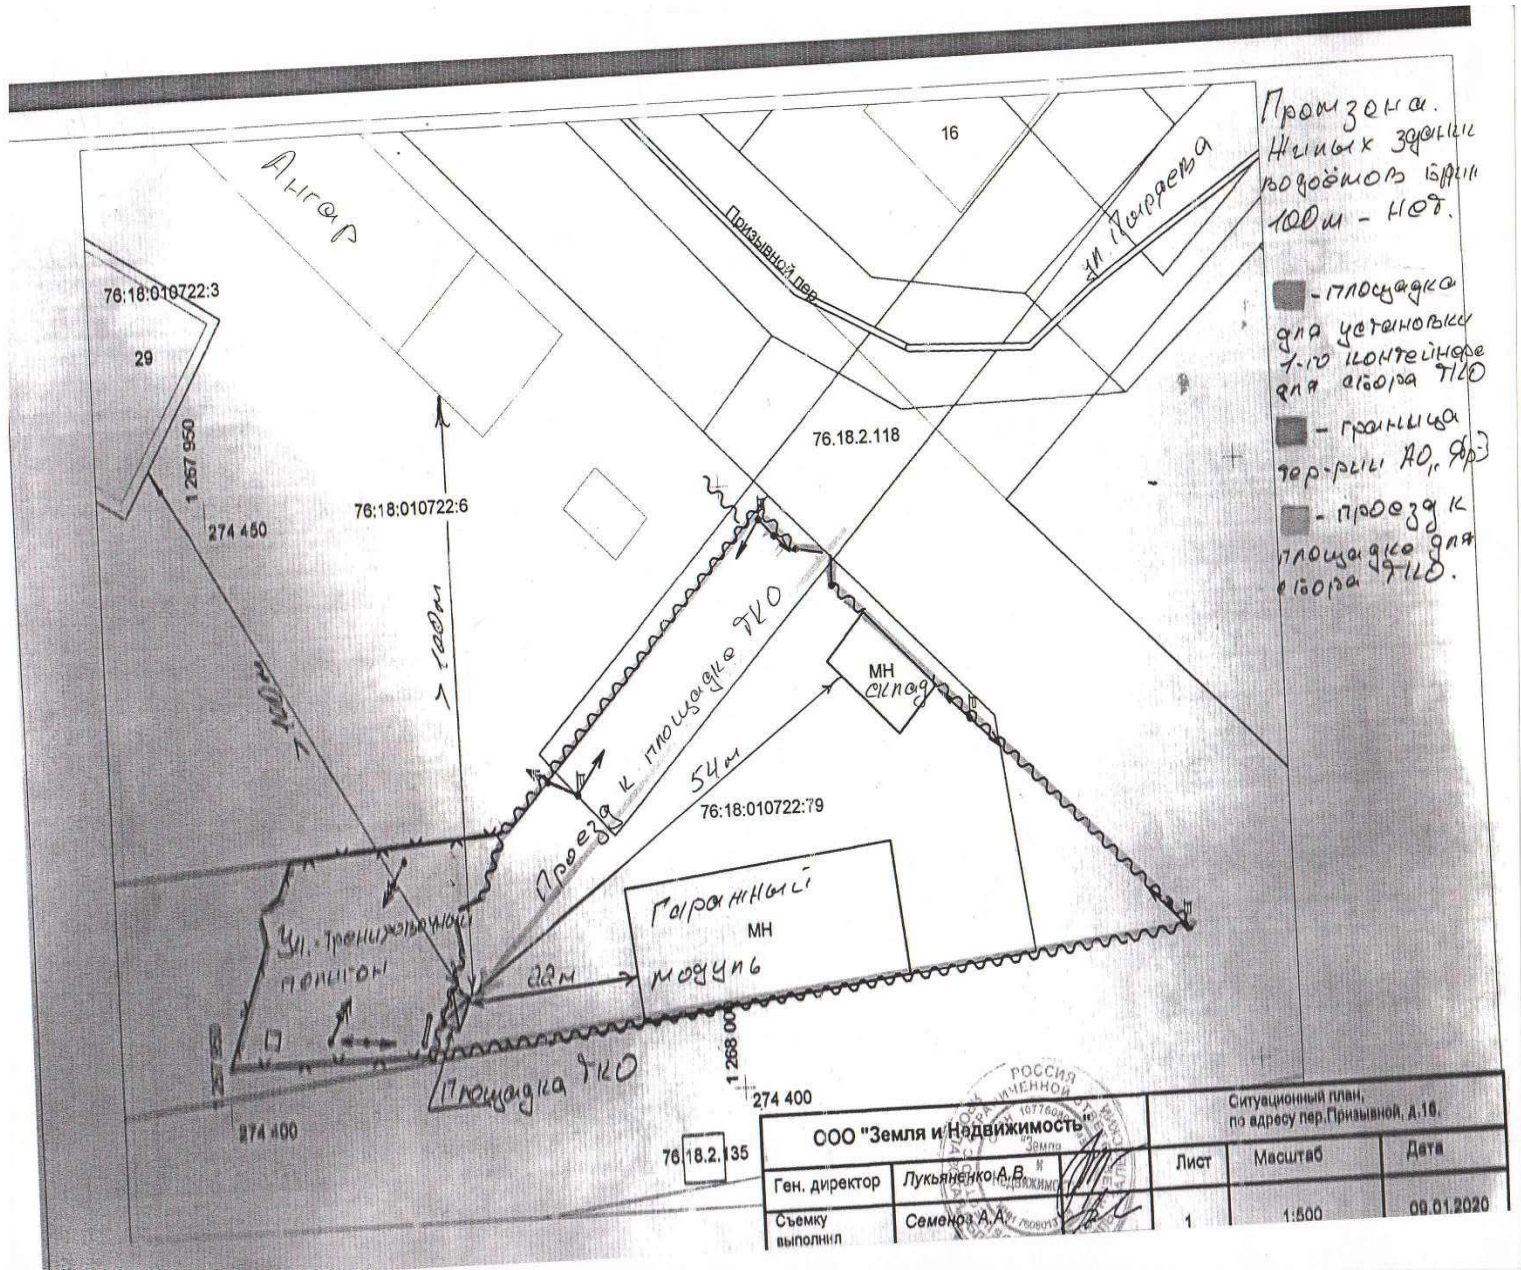 Промзона.
Жилых зданий
водоёмов ближе
100м - нет.
- площадка
для установки
1-го контейнера
для сбора ТКО
- граница
тер-рии АО
- проезд к
площадке для
сбора ТКО.
16
Ангар
Призывной пер
76:18:010722:3
29
1 267 950
274 450
76:18:010722:6
76.18.2.118
> 100м
> 100м
Проезд к площадке ТКО
МН
склад
54м
76:18:010722:79
Гаражный
МН
модуль
22м
Уч.-тренировочный
полигон
Площадка ТКО
1 268 000
274 400
274 400
76.18.2.135
ООО "Земля и Недвижимость"
Ситуационный план,
по адресу пер.Призывной, д.16.
Ген. директор
Лукьяненко А.В.
Лист
Масштаб
Дата
Съемку
выполнил
Семенов А.А.
1
1:500
09.01.2020
РОССИЯ